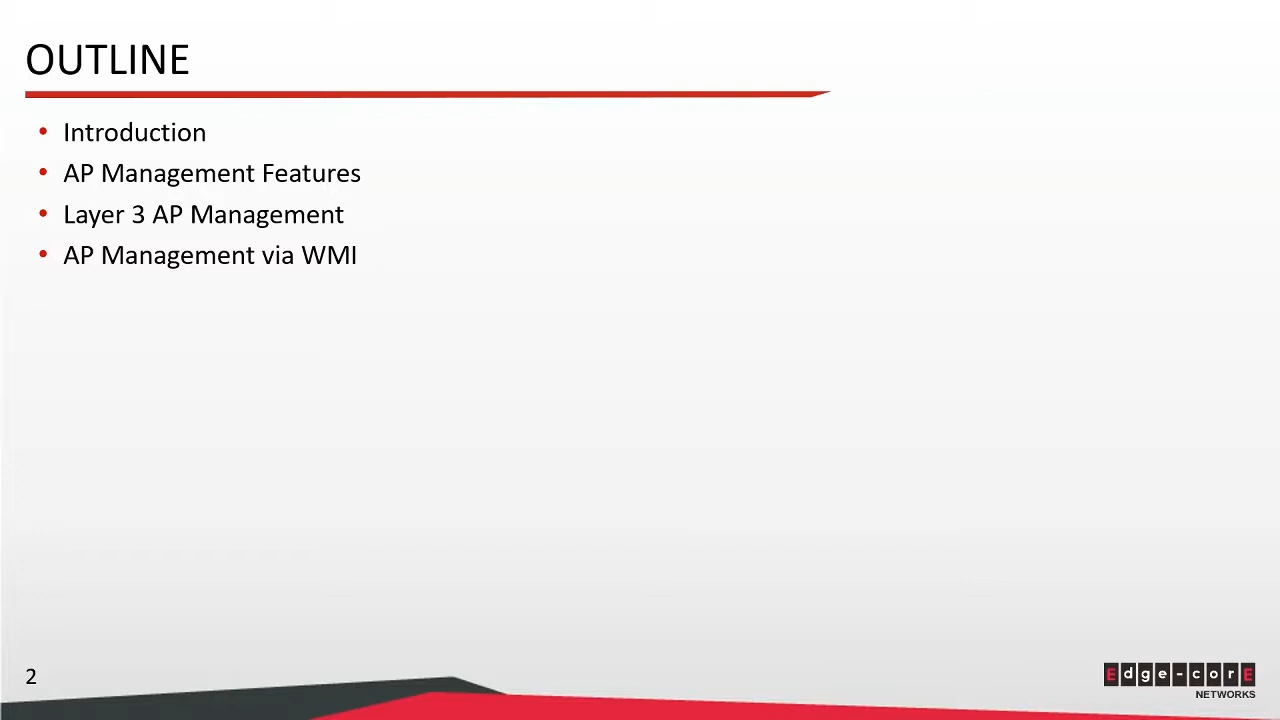 OUTLINE
• Introduction
• AP Management Features
• Layer 3 AP Management
• AP Management via WMI
2
Edge-corE
NETWORKS